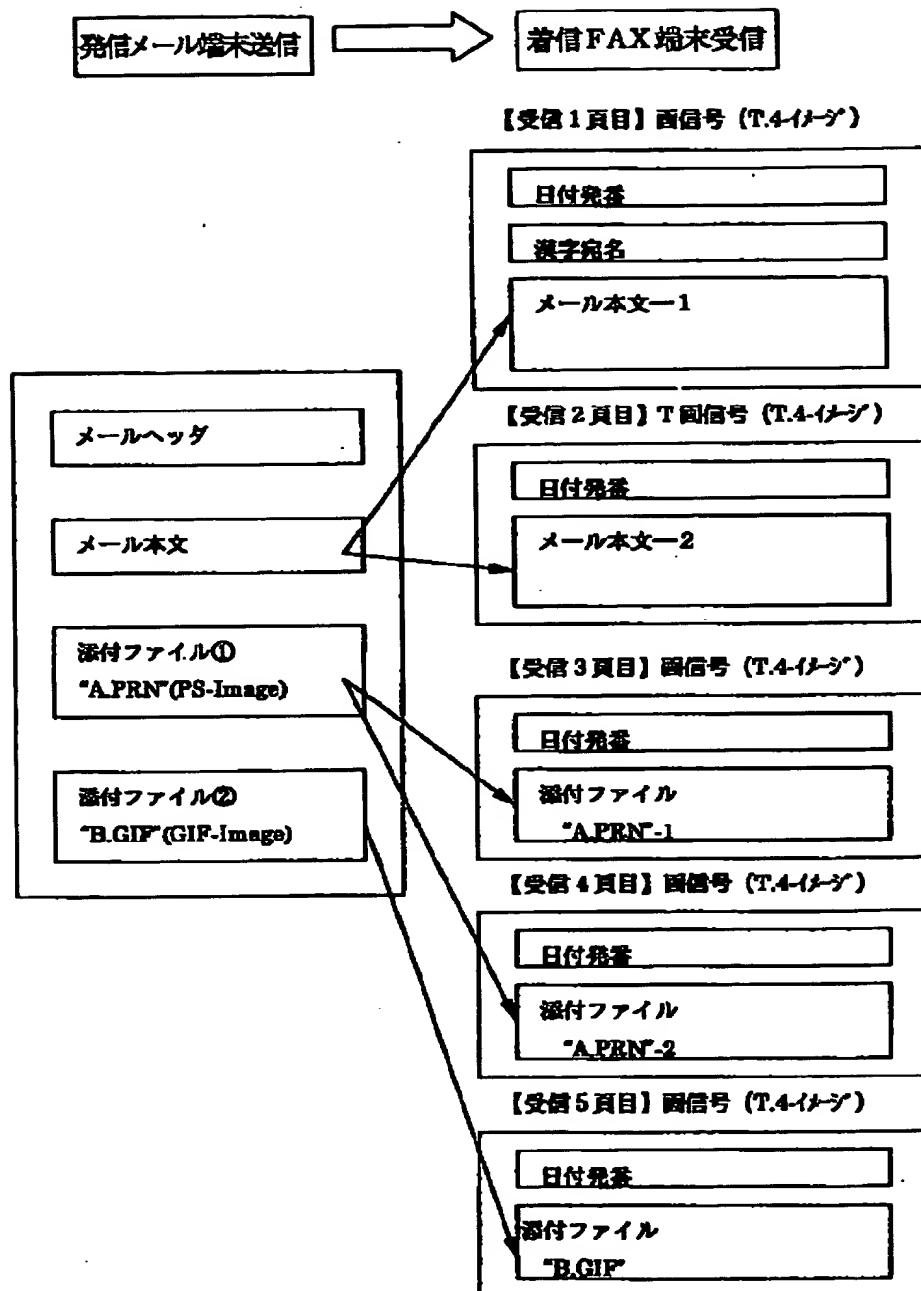 発信メール端末送信
着信FAX端末受信
【受信1頁目】画信号 (T.4-イメージ)
日付発番
漢字宛名
メール本文ー1
メールヘッダ
メール本文
添付ファイル①
"A.PRN"(PS-Image)
添付ファイル②
"B.GIF"(GIF-Image)
【受信2頁目】T画信号 (T.4-イメージ)
日付発番
メール本文ー2
【受信3頁目】画信号 (T.4-イメージ)
日付発番
添付ファイル
"A.PRN"-1
【受信4頁目】画信号 (T.4-イメージ)
日付発番
添付ファイル
"A.PRN"-2
【受信5頁目】画信号 (T.4-イメージ)
日付発番
添付ファイル
"B.GIF"